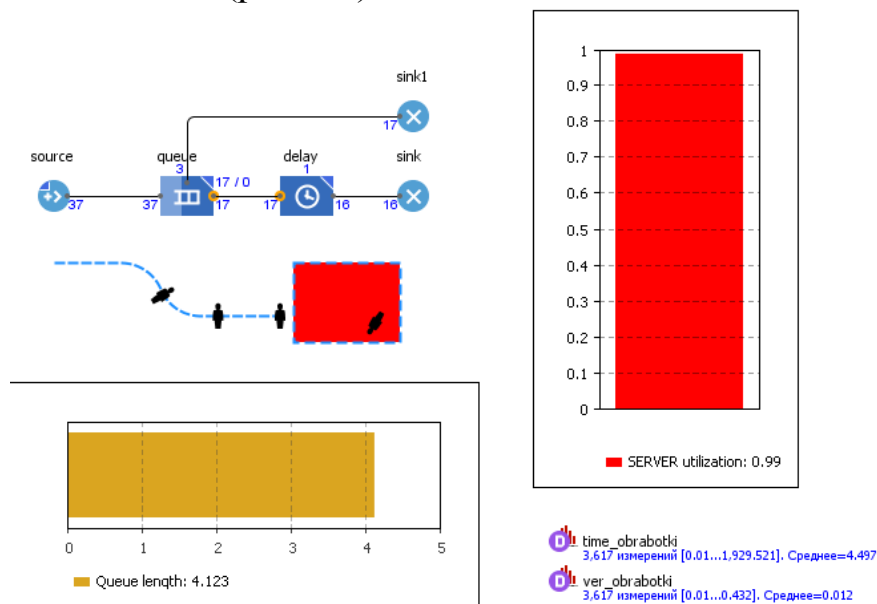 sink1
17
source
queue
delay
sink
3
17 / 0
1
37
37
17
17
16
16
1
0.9
0.8
0.7
0.6
0.5
0.4
0.3
0.2
0.1
0
SERVER utilization: 0.99
0 1 2 3 4 5
Queue length: 4.123
time_obrabotki
3,617 измерений [0.01...1,929.521]. Среднее=4.497
ver_obrabotki
3,617 измерений [0.01...0.432]. Среднее=0.012